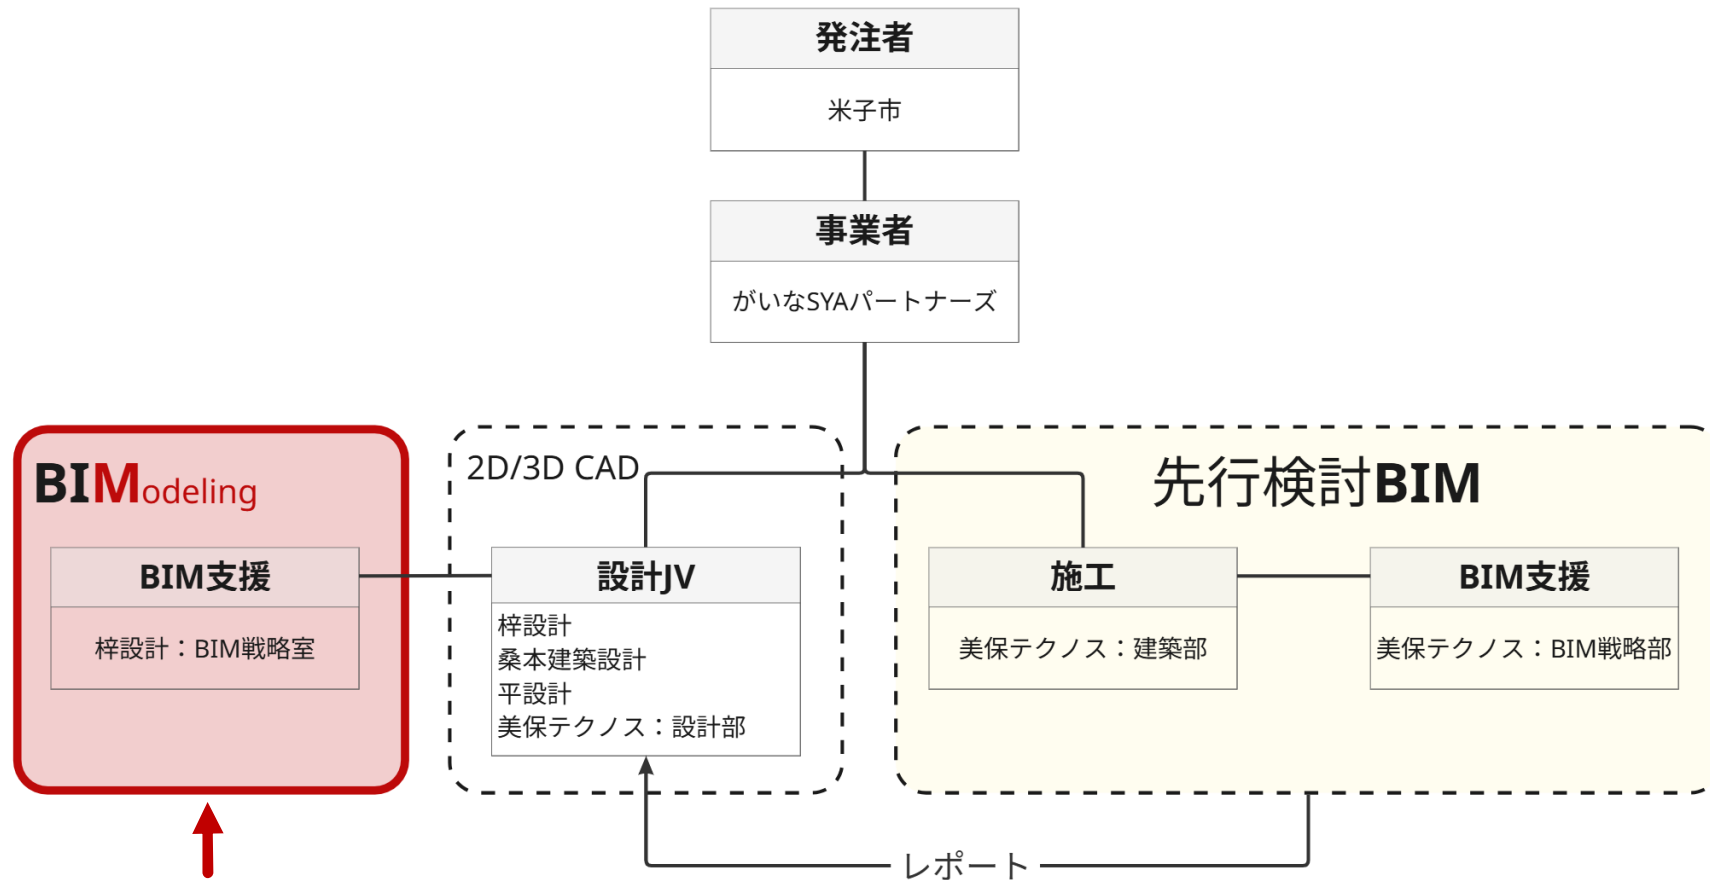 発注者
米子市
事業者
がいなSYAパートナーズ
BIModeling
BIM支援
梓設計：BIM戦略室
2D/3D CAD
設計JV
梓設計
桑本建築設計
平設計
美保テクノス：設計部
先行検討BIM
施工
美保テクノス：建築部
BIM支援
美保テクノス：BIM戦略部
レポート